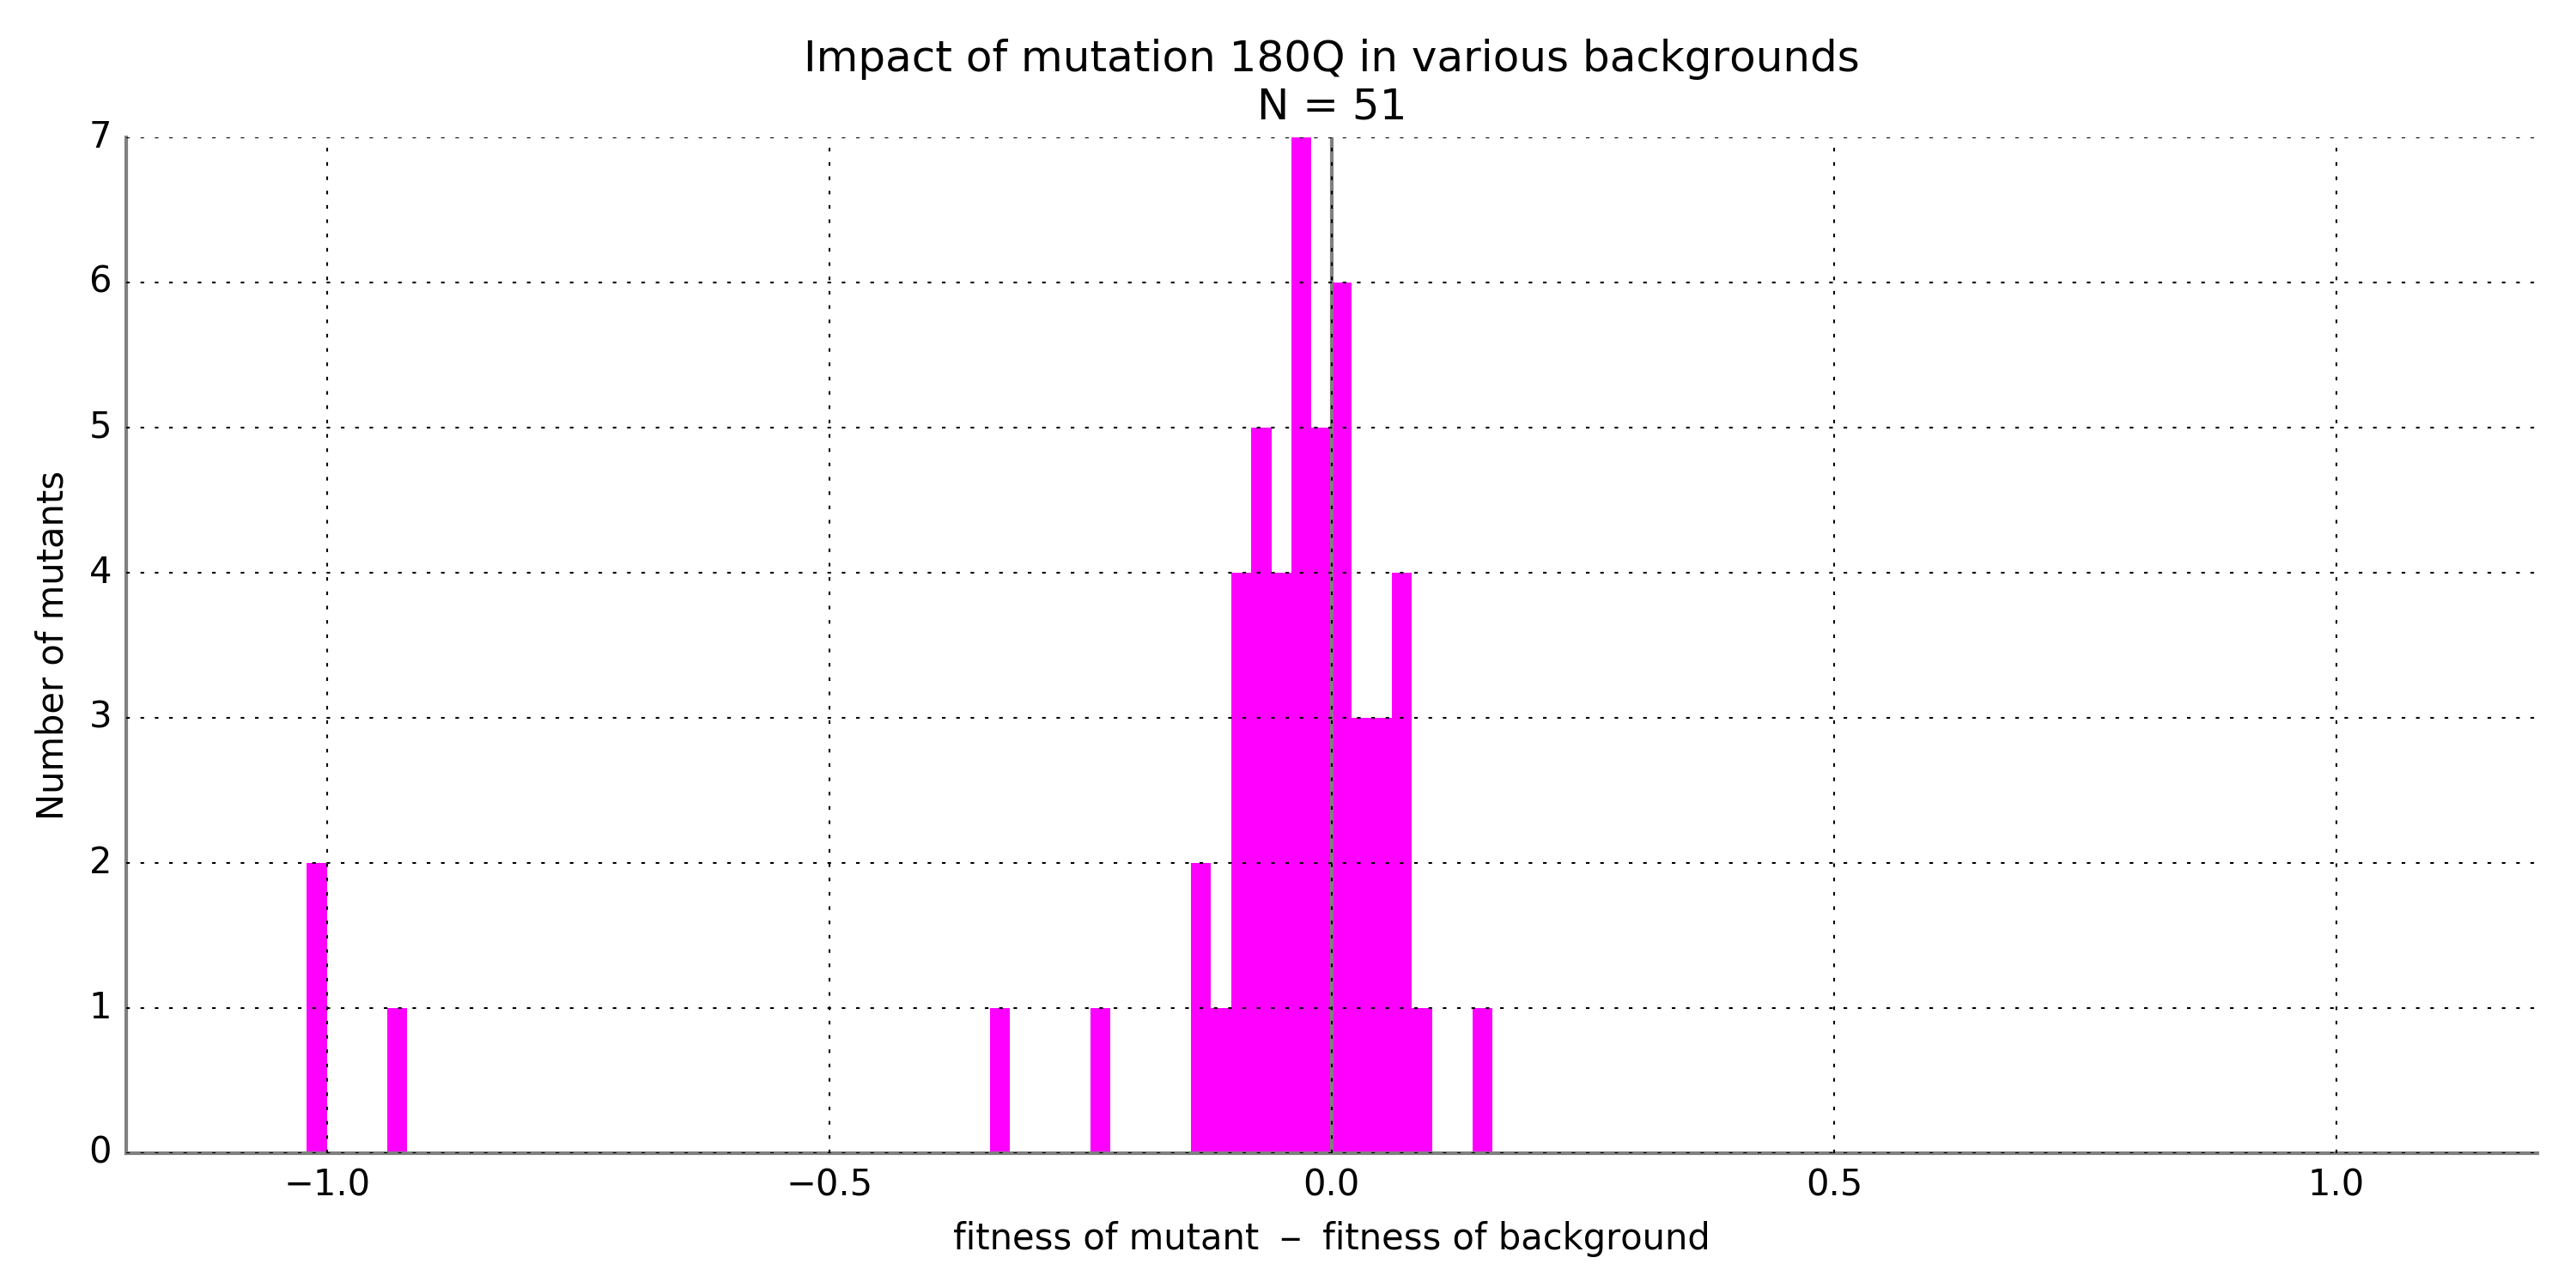 Impact of mutation 180Q in various backgrounds
N = 51
7
6
5
4
3
2
1
0
Number of mutants
−1.0 −0.5 0.0 0.5 1.0
fitness of mutant – fitness of background